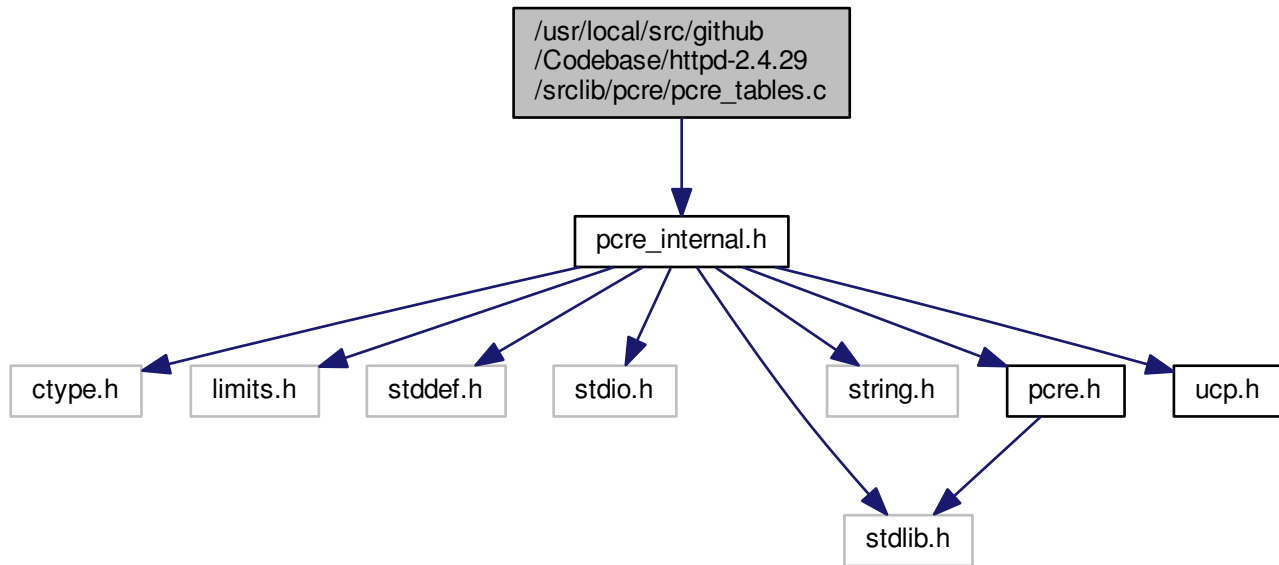 /usr/local/src/github
/Codebase/httpd-2.4.29
/srclib/pcre/pcre_tables.c
pcre_internal.h
ctype.h
limits.h
stddef.h
stdio.h
string.h
pcre.h
ucp.h
stdlib.h